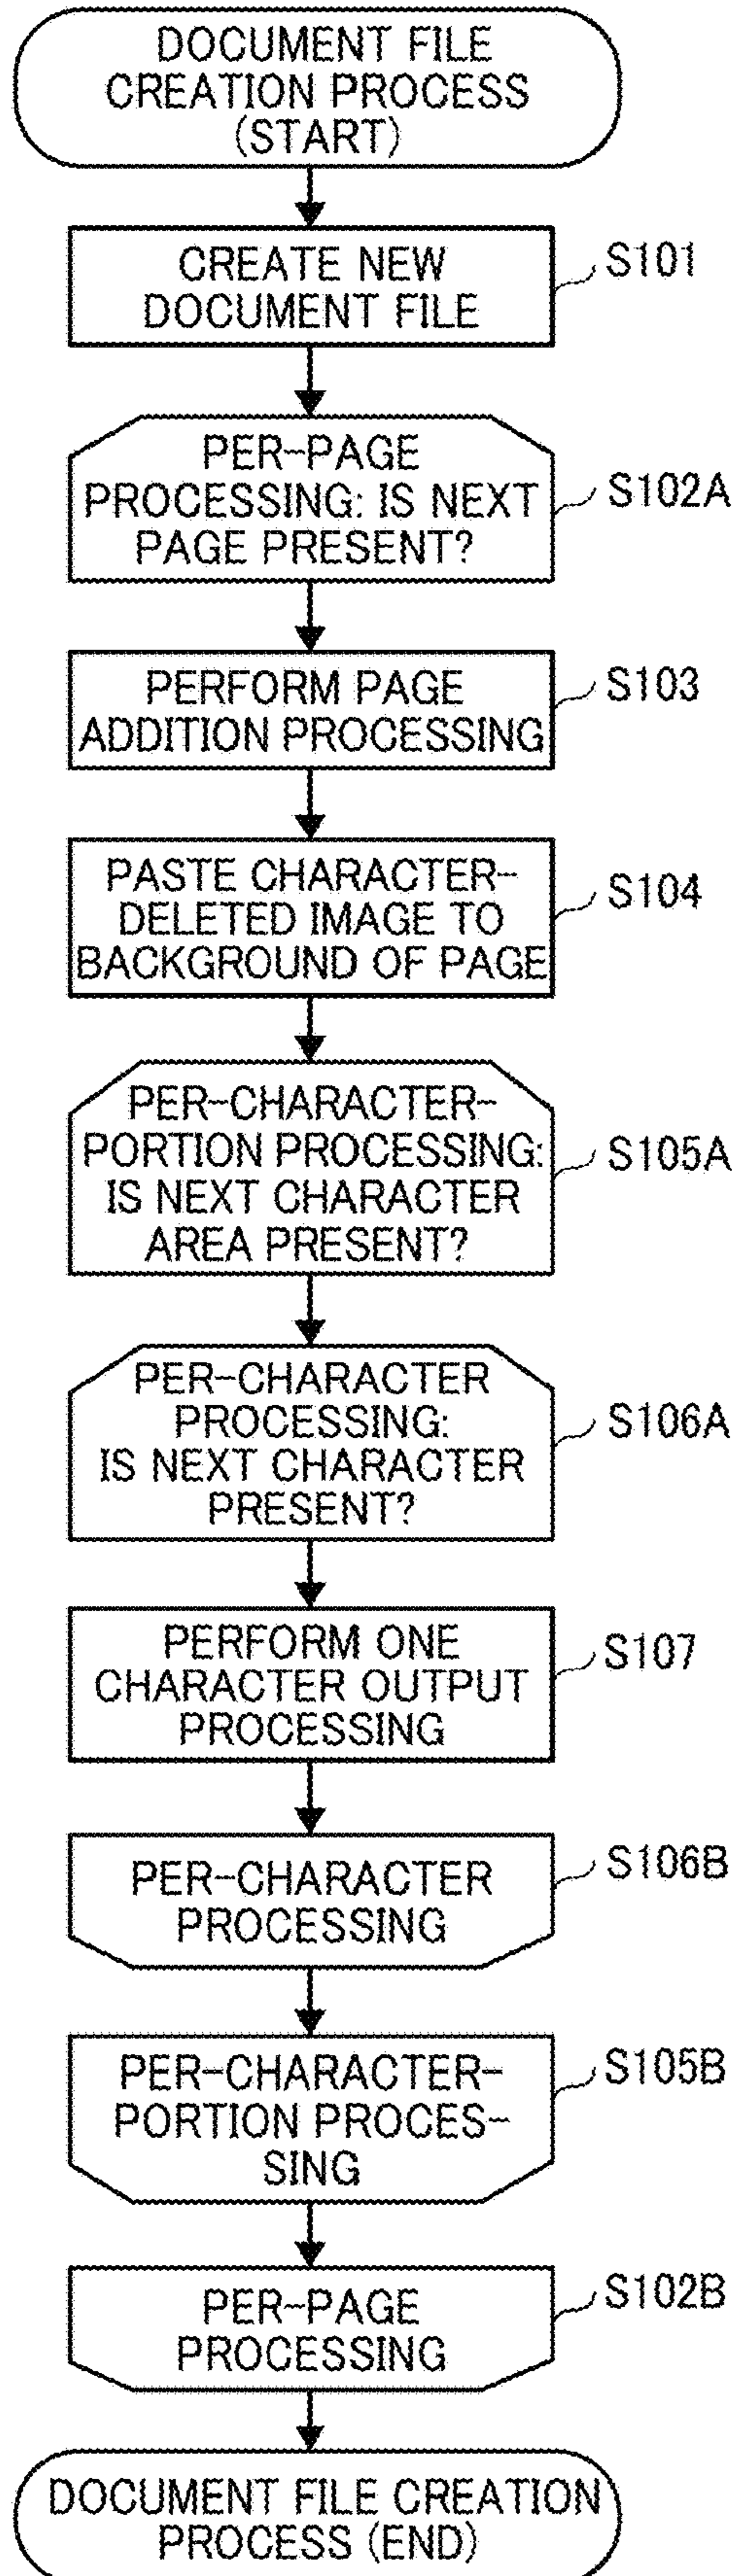 DOCUMENT FILE
CREATION PROCESS
(START)
CREATE NEW
DOCUMENT FILE
S101
PER-PAGE
PROCESSING: IS NEXT
PAGE PRESENT?
S102A
PERFORM PAGE
ADDITION PROCESSING
S103
PASTE CHARACTER-
DELETED IMAGE TO
BACKGROUND OF PAGE
S104
PER-CHARACTER-
PORTION PROCESSING:
IS NEXT CHARACTER
AREA PRESENT?
S105A
PER-CHARACTER
PROCESSING:
IS NEXT CHARACTER
PRESENT?
S106A
PERFORM ONE
CHARACTER OUTPUT
PROCESSING
S107
PER-CHARACTER
PROCESSING
S106B
PER-CHARACTER-
PORTION PROCES-
SING
S105B
PER-PAGE
PROCESSING
S102B
DOCUMENT FILE CREATION
PROCESS (END)